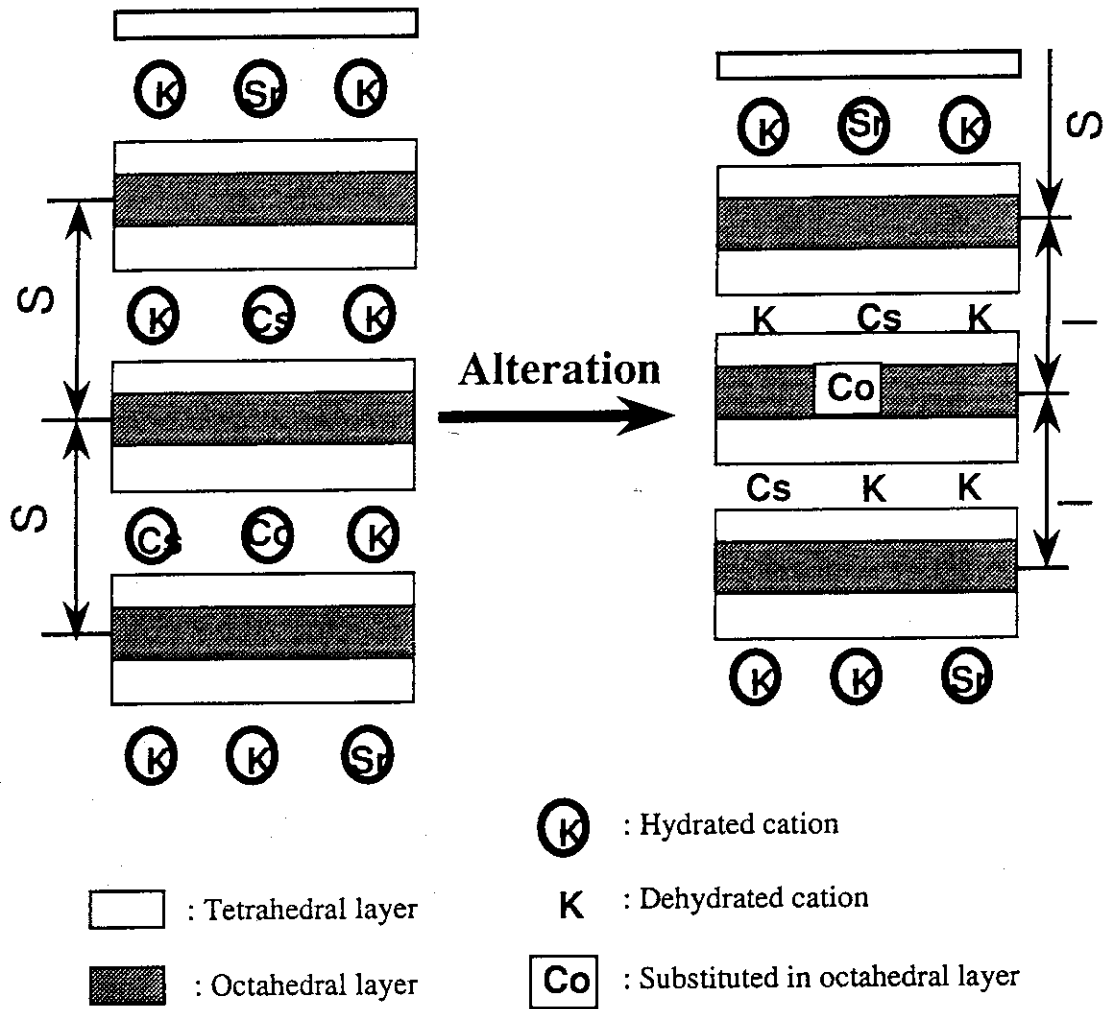 K Sr K
S
K Cs K
S
Cs Co K
K K Sr
Alteration
K Sr K
S
K Cs K
I
Co
Cs K K
I
K K Sr
K : Hydrated cation
K : Dehydrated cation
Co : Substituted in octahedral layer
: Tetrahedral layer
: Octahedral layer